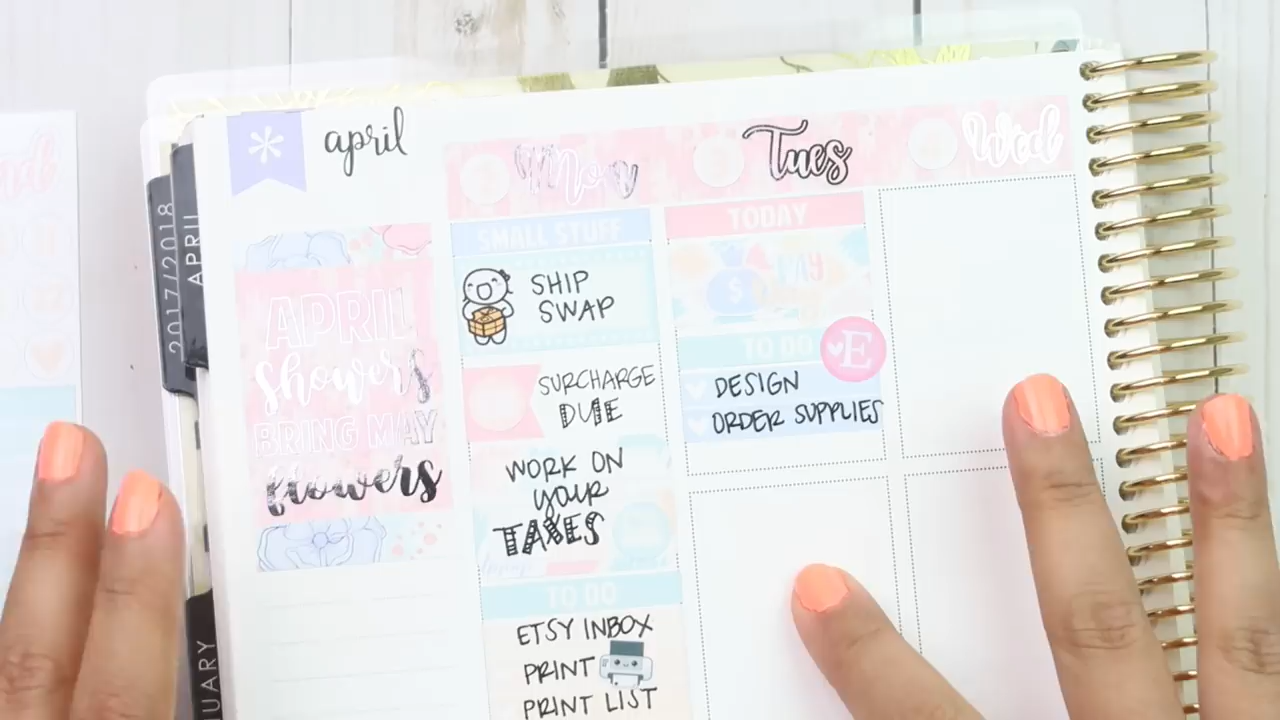 april
Mon
Tues
Wed
2017/2018
APRIL
APRIL
showers
BRING MAY
flowers
SMALL STUFF
SHIP
SWAP
SURCHARGE
DUE
WORK ON
your
TAXES
TO DO
ETSY INBOX
PRINT
PRINT LIST
TODAY
PAY
$
TO DO
E
DESIGN
ORDER SUPPLIES
UARY